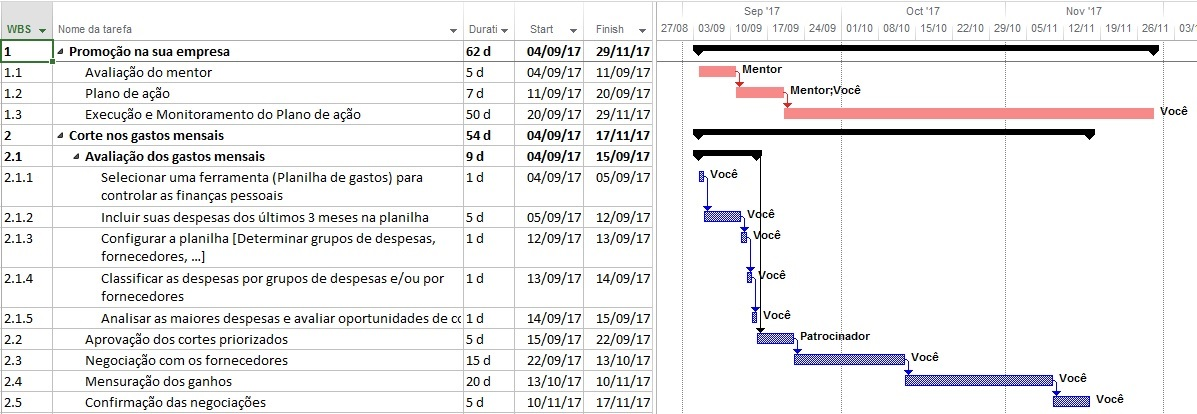 Sep '17 Oct '17 Nov '17
WBS Nome da tarefa Durati Start Finish 27/08 03/09 10/09 17/09 24/09 01/10 08/10 15/10 22/10 29/10 05/11 12/11 19/11 26/11 03/1
1 Promoção na sua empresa 62 d 04/09/17 29/11/17
1.1 Avaliação do mentor 5 d 04/09/17 11/09/17 Mentor
1.2 Plano de ação 7 d 11/09/17 20/09/17 Mentor;Você
1.3 Execução e Monitoramento do Plano de ação 50 d 20/09/17 29/11/17 Você
2 Corte nos gastos mensais 54 d 04/09/17 17/11/17
2.1 Avaliação dos gastos mensais 9 d 04/09/17 15/09/17
2.1.1 Selecionar uma ferramenta (Planilha de gastos) para 1 d 04/09/17 05/09/17 Você
controlar as finanças pessoais
2.1.2 Incluir suas despesas dos últimos 3 meses na planilha 5 d 05/09/17 12/09/17 Você
2.1.3 Configurar a planilha [Determinar grupos de despesas, 1 d 12/09/17 13/09/17 Você
fornecedores, ...]
2.1.4 Classificar as despesas por grupos de despesas e/ou por 1 d 13/09/17 14/09/17 Você
fornecedores
2.1.5 Analisar as maiores despesas e avaliar oportunidades de co 1 d 14/09/17 15/09/17 Você
2.2 Aprovação dos cortes priorizados 5 d 15/09/17 22/09/17 Patrocinador
2.3 Negociação com os fornecedores 15 d 22/09/17 13/10/17 Você
2.4 Mensuração dos ganhos 20 d 13/10/17 10/11/17 Você
2.5 Confirmação das negociações 5 d 10/11/17 17/11/17 Você